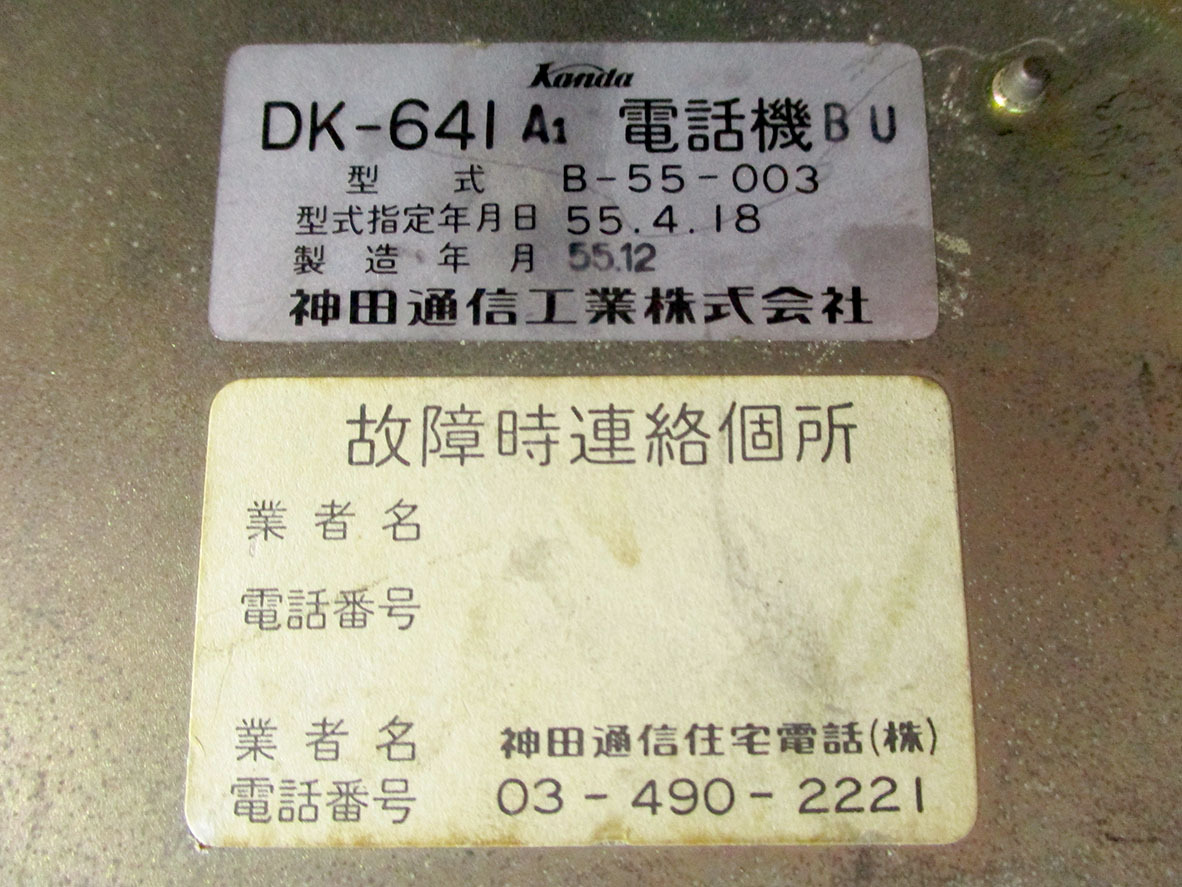 Kanda
DK-641 A1 電話機 BU
型式 B-55-003
型式指定年月日 55.4.18
製造年月 55.12
神田通信工業株式会社
故障時連絡個所
業者名
電話番号
業者名 神田通信住宅電話(株)
電話番号 03-490-2221